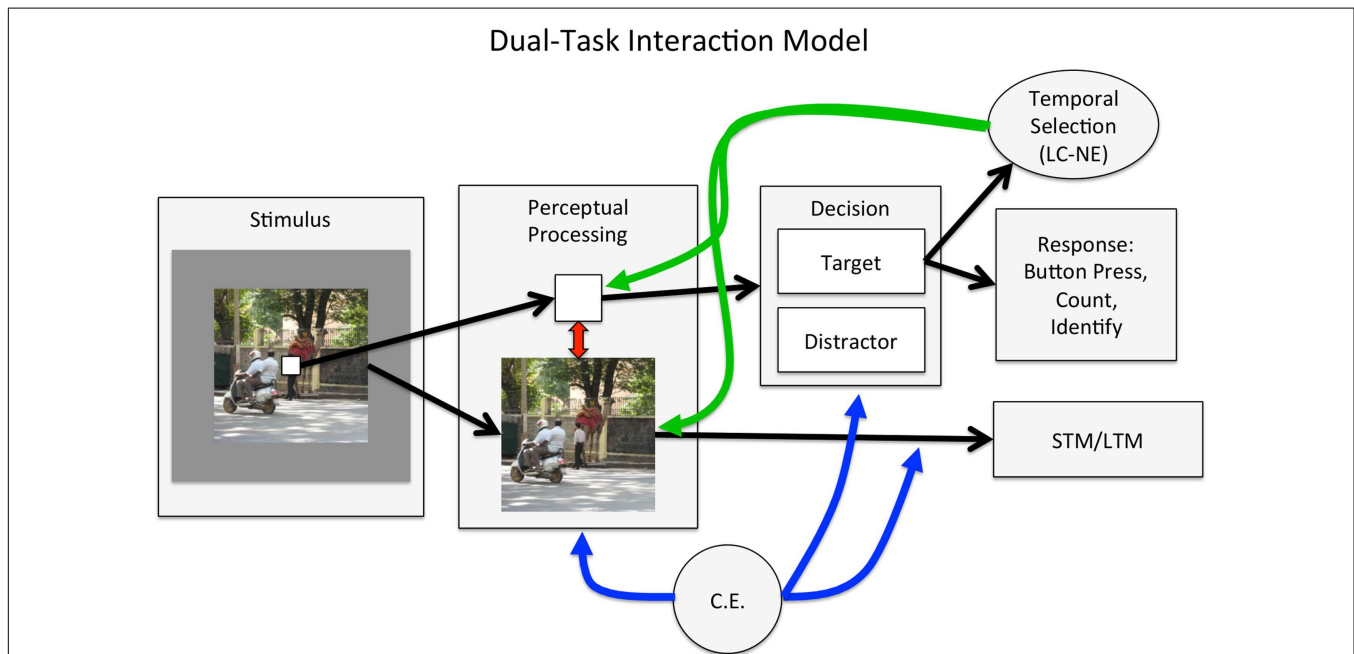 Dual-Task Interaction Model
Temporal
Selection
(LC-NE)
Stimulus
Perceptual
Processing
Decision
Target
Distractor
Response:
Button Press,
Count,
Identify
STM/LTM
C.E.